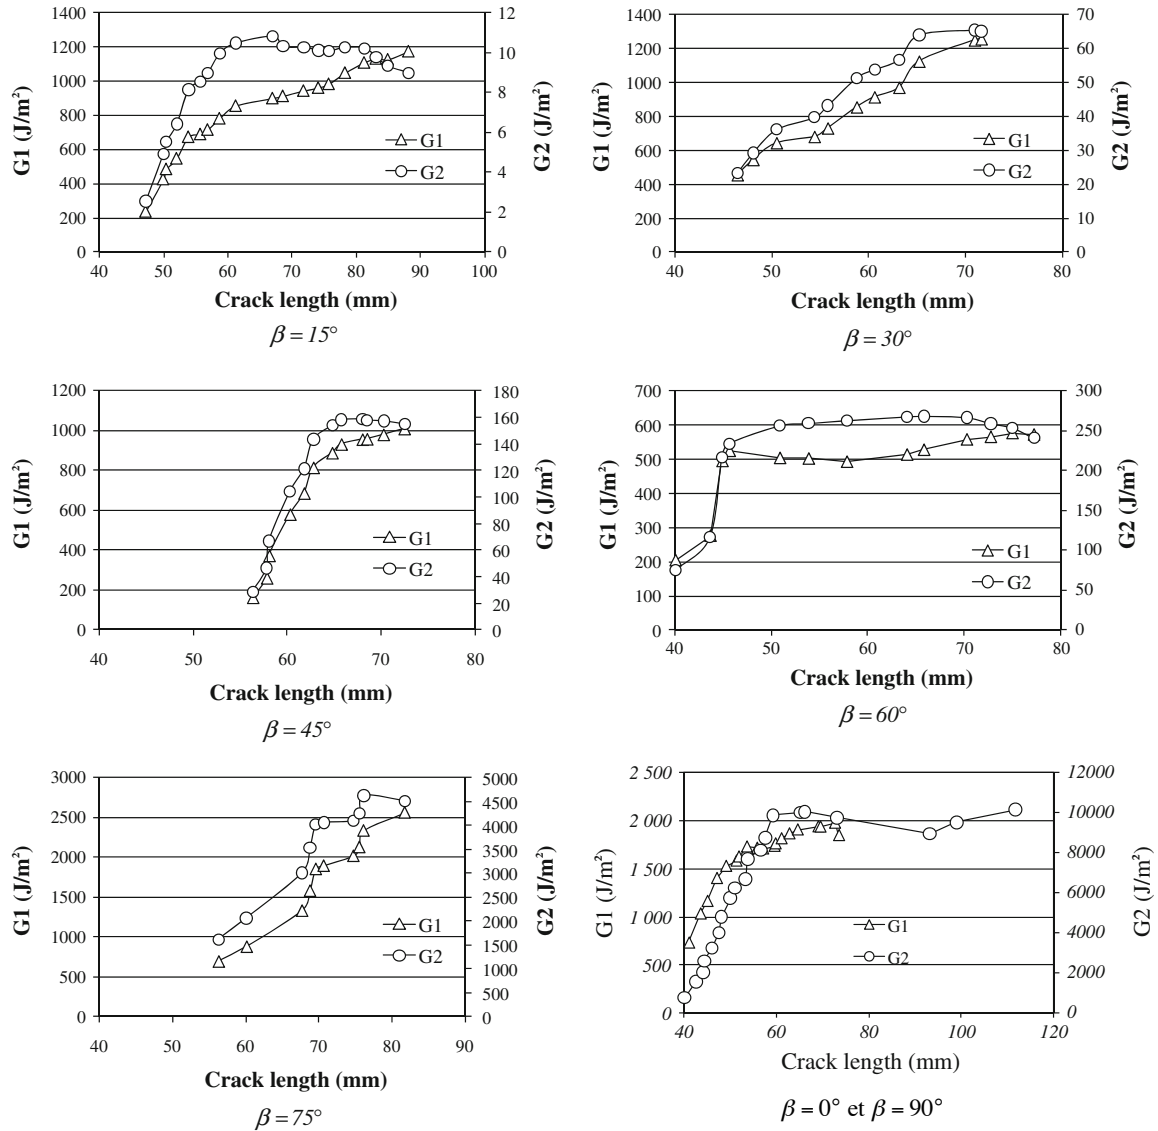 1400
1200
1000
800
600
400
200
0
G1 (J/m²)
12
10
8
6
4
2
0
G2 (J/m²)
G1
G2
40 50 60 70 80 90 100
Crack length (mm)
β = 15°
1400
1200
1000
800
600
400
200
0
G1 (J/m²)
70
60
50
40
30
20
10
0
G2 (J/m²)
G1
G2
40 50 60 70 80
Crack length (mm)
β = 30°
1200
1000
800
600
400
200
0
G1 (J/m²)
180
160
140
120
100
80
60
40
20
0
G2 (J/m²)
G1
G2
40 50 60 70 80
Crack length (mm)
β = 45°
700
600
500
400
300
200
100
0
G1 (J/m²)
300
250
200
150
100
50
0
G2 (J/m²)
G1
G2
40 50 60 70 80
Crack length (mm)
β = 60°
3000
2500
2000
1500
1000
500
0
G1 (J/m²)
5000
4500
4000
3500
3000
2500
2000
1500
1000
500
0
G2 (J/m²)
G1
G2
40 50 60 70 80 90
Crack length (mm)
β = 75°
2 500
2 000
1 500
1 000
500
0
G1 (J/m²)
12000
10000
8000
6000
4000
2000
0
G2 (J/m²)
G1
G2
40 60 80 100 120
Crack length (mm)
β = 0° et β = 90°